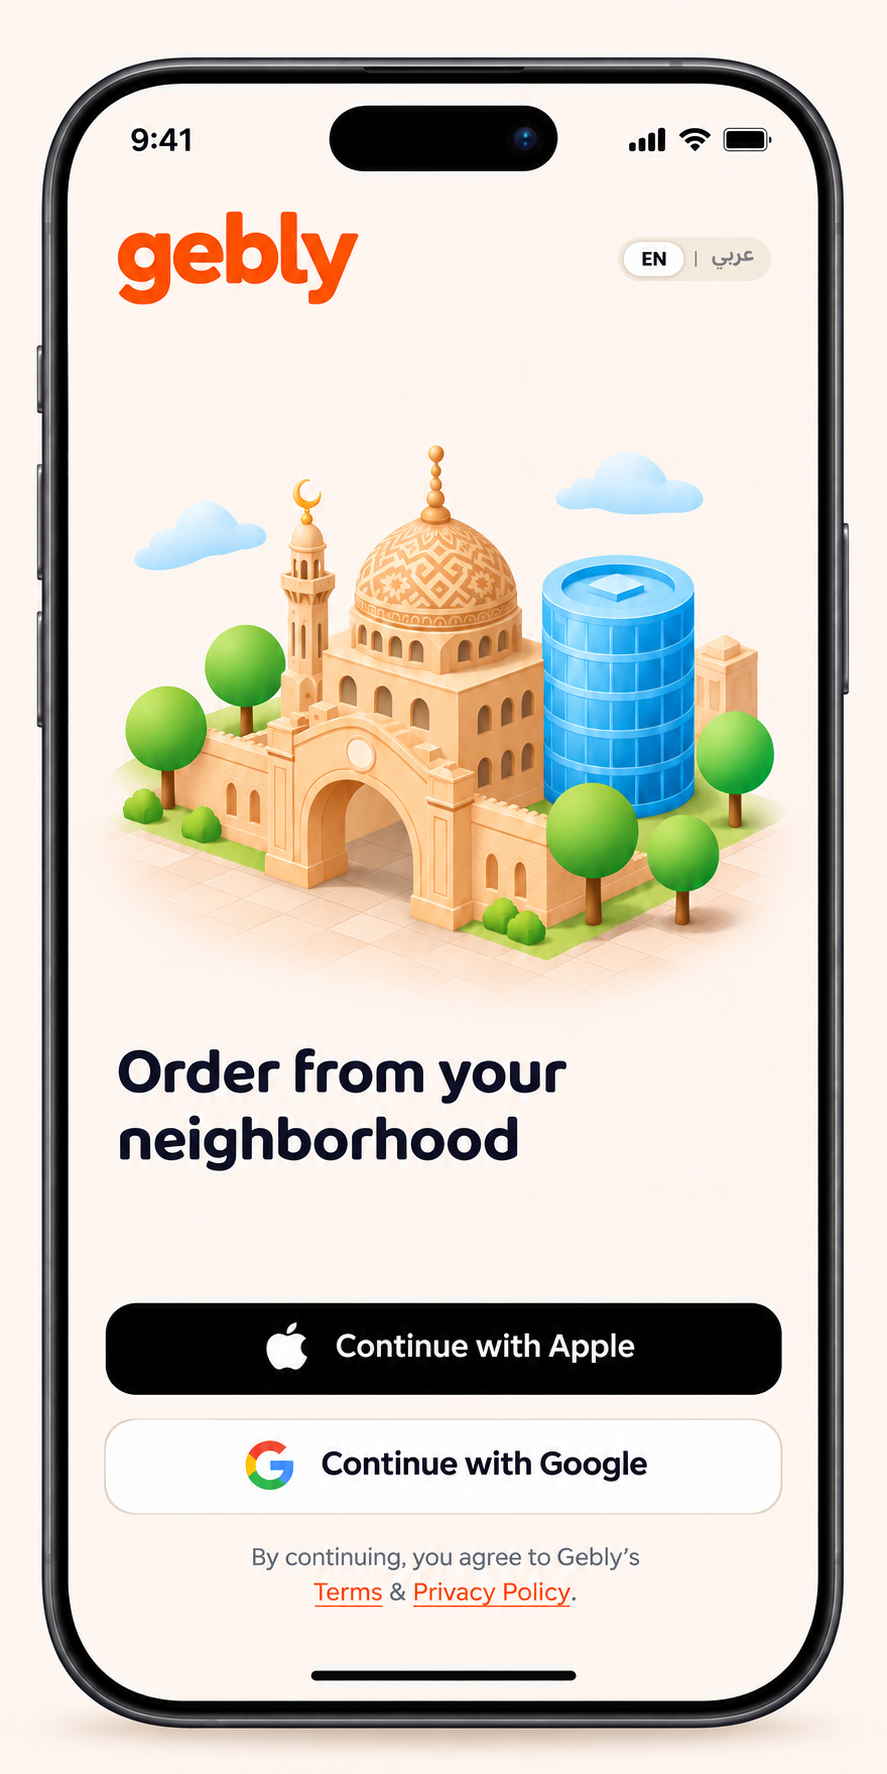 9:41
gebly
EN | عربي
Order from your
neighborhood
Continue with Apple
Continue with Google
By continuing, you agree to Gebly’s
Terms & Privacy Policy.